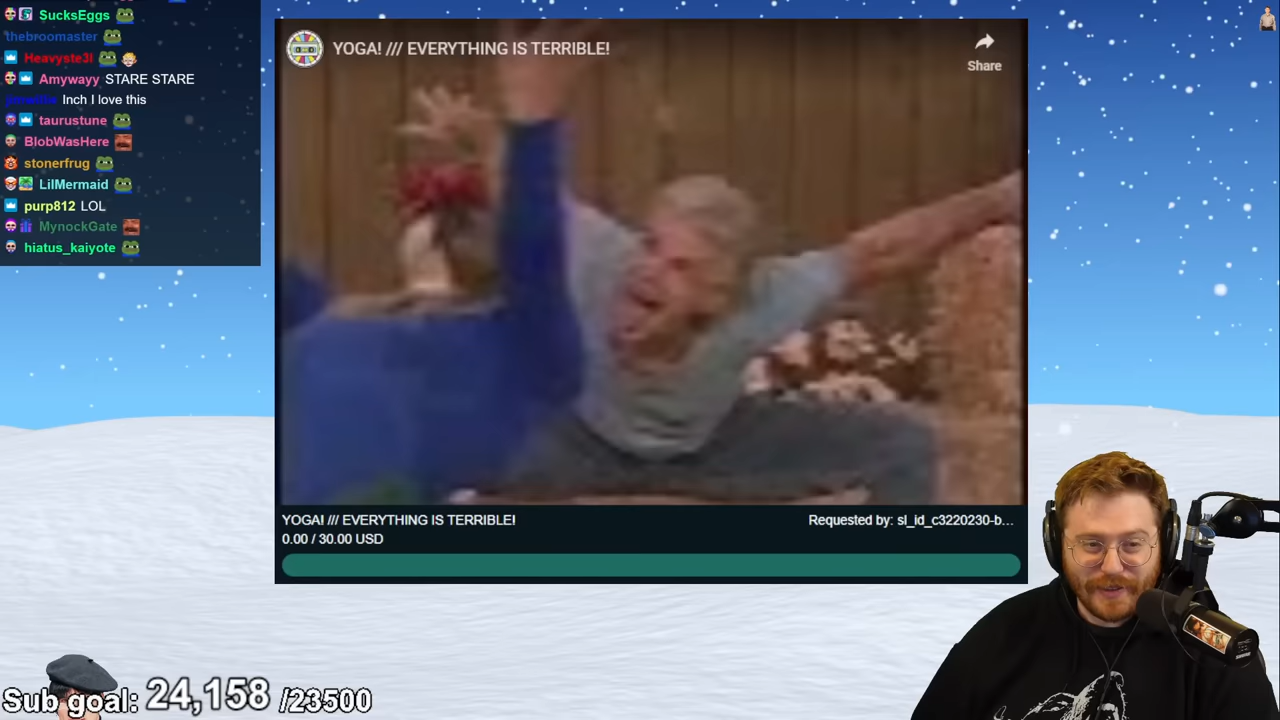 SucksEggs
thebroomaster
Heavyste3l
Amywayy STARE STARE
Inch I love this
taurustune
BlobWasHere
stonerfrug
LilMermaid
purp812 LOL
MynockGate
hiatus_kaiyote
YOGA! /// EVERYTHING IS TERRIBLE!
Share
YOGA! /// EVERYTHING IS TERRIBLE!
Requested by: sl_id_c3220230-b...
0.00 / 30.00 USD
Sub goal: 24,158 /23500